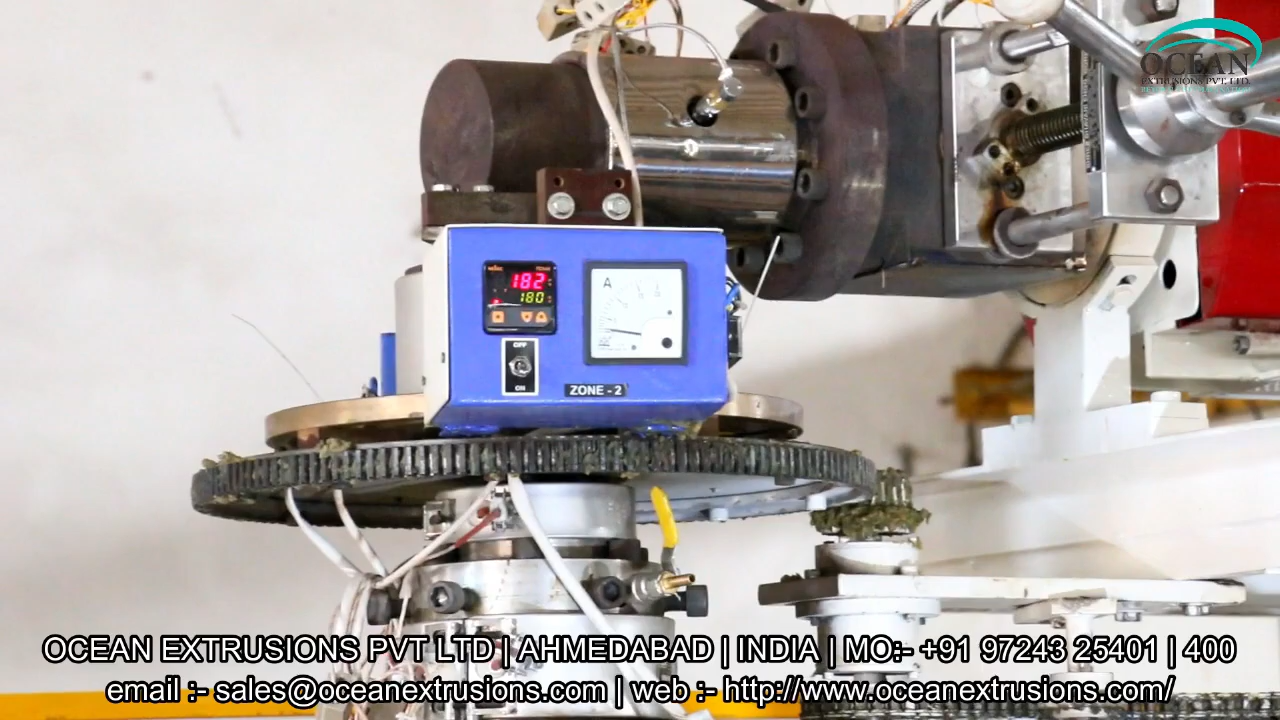 OCEAN
EXTRUSIONS PVT. LTD.
182
180
A
OFF
ON
ZONE - 2
OCEAN EXTRUSIONS PVT LTD | AHMEDABAD | INDIA | MO:- +91 97243 25401 | 400
email :- sales@oceanextrusions.com | web :- http://www.oceanextrusions.com/